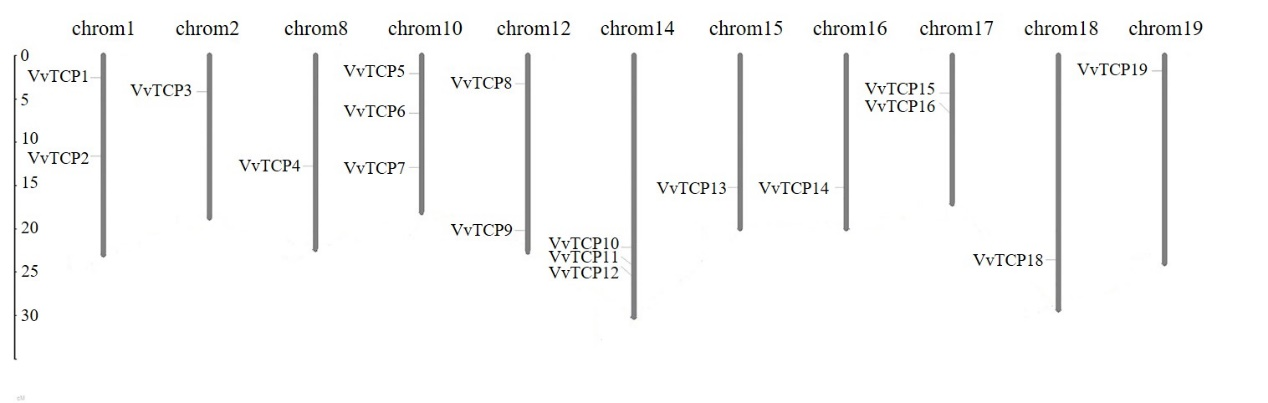 chrom1 chrom2 chrom8 chrom10 chrom12 chrom14 chrom15 chrom16 chrom17 chrom18 chrom19
0
VvTCP1
VvTCP3
VvTCP5
VvTCP8
VvTCP15
VvTCP19
5
VvTCP6
VvTCP16
10
VvTCP2
VvTCP4
VvTCP7
15
VvTCP13
VvTCP14
20
VvTCP9
VvTCP10
VvTCP11
VvTCP12
VvTCP18
25
30